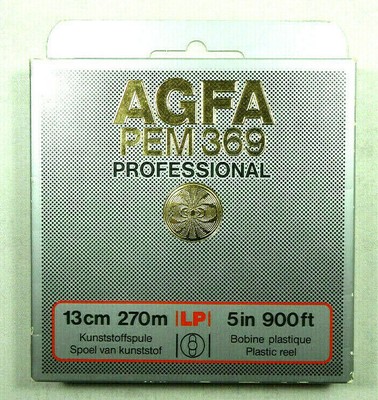 AGFA
PEM 369
PROFESSIONAL
13cm 270m |LP| 5in 900ft
Kunststoffspule Bobine plastique
Spoel van kunststof Plastic reel